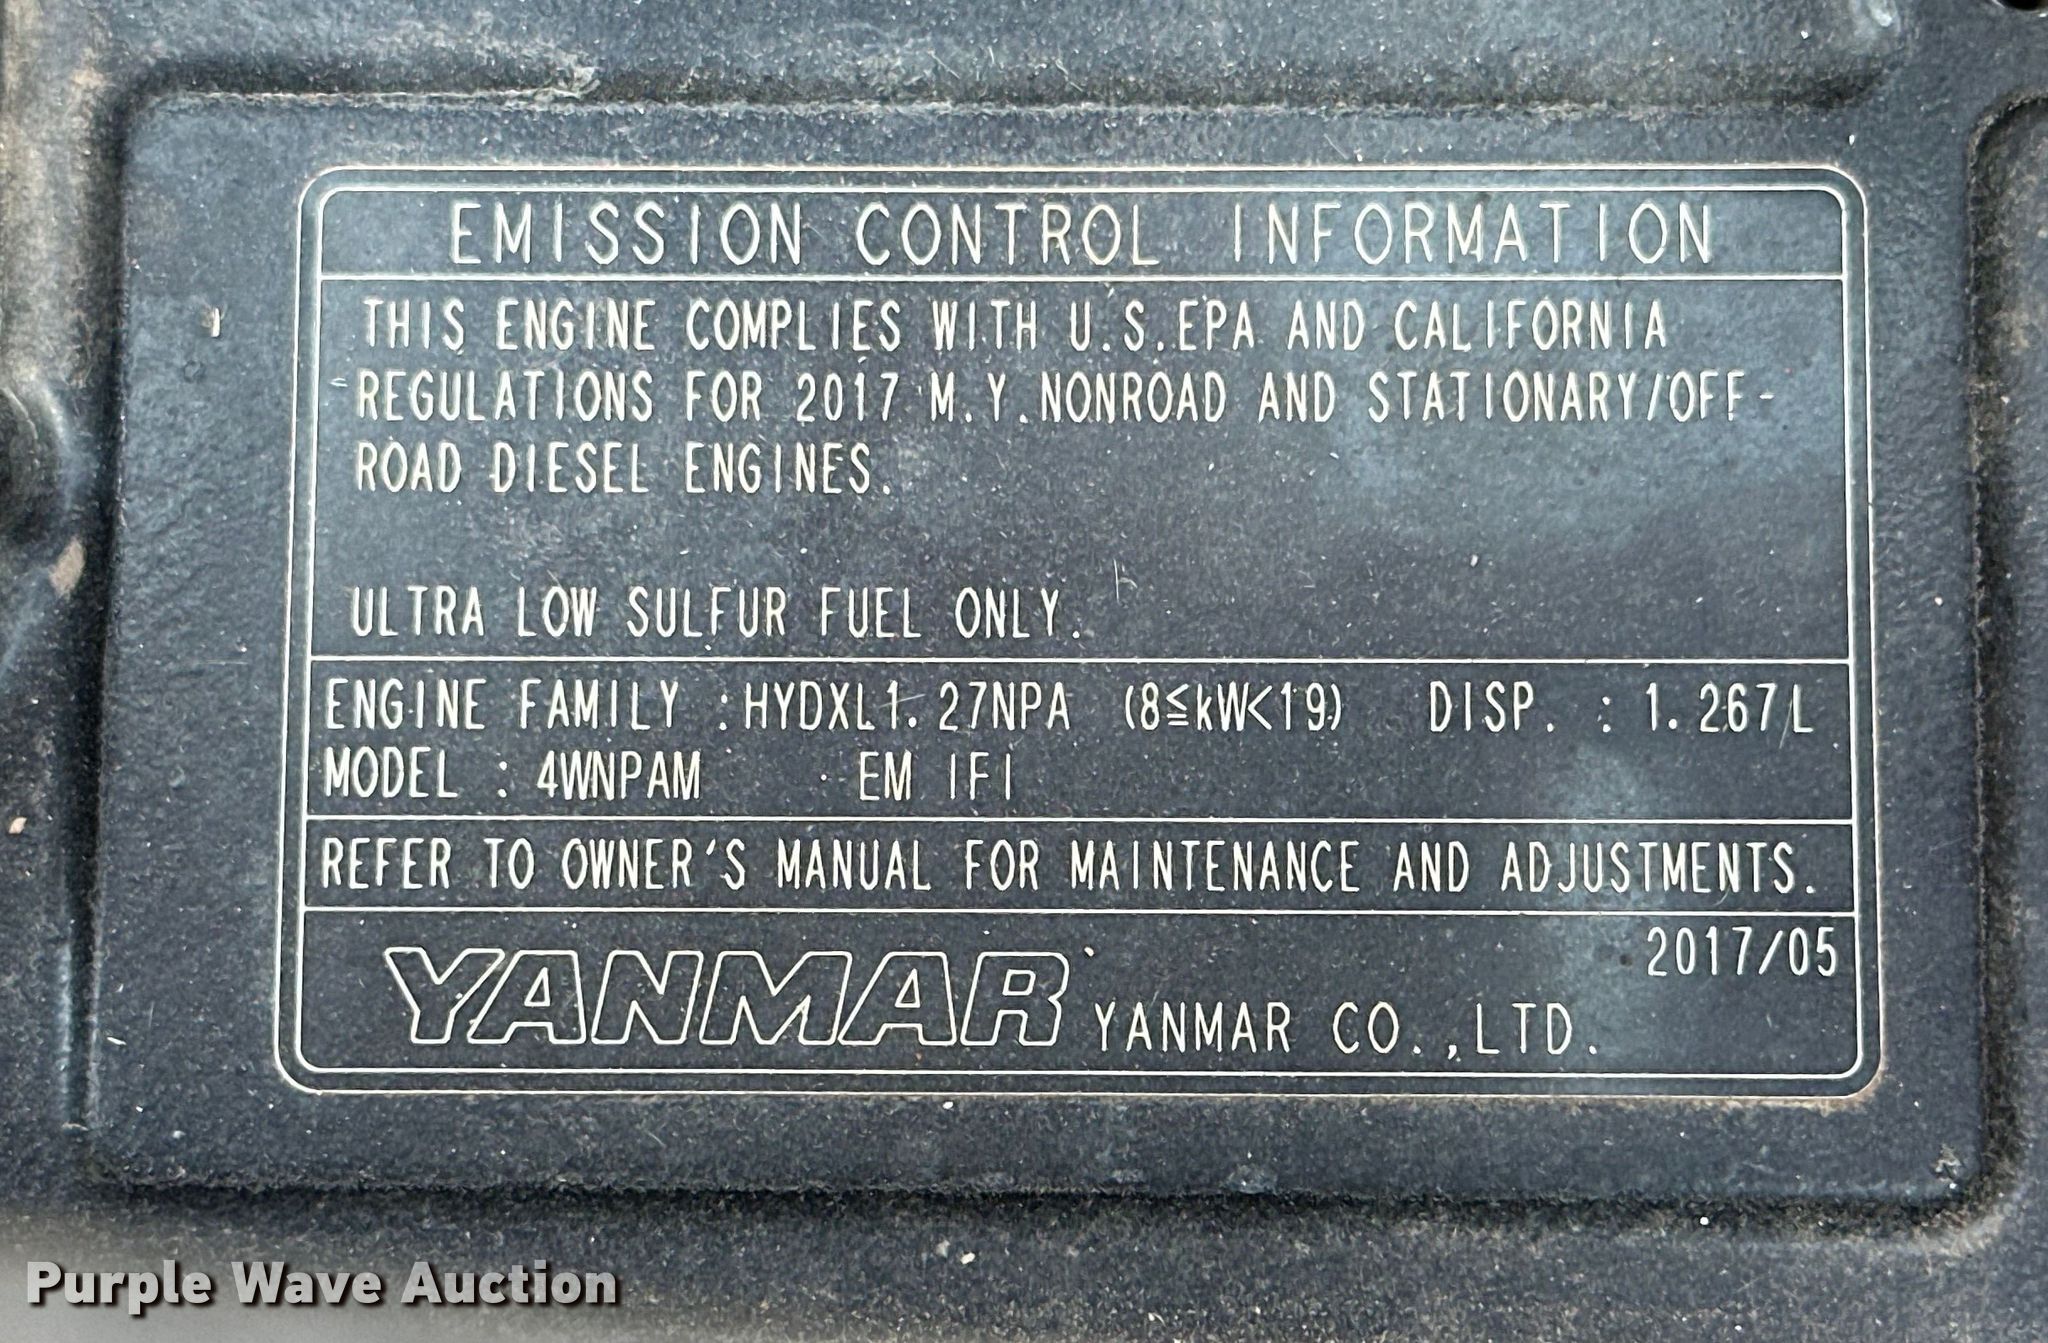 EMISSION CONTROL INFORMATION
THIS ENGINE COMPLIES WITH U.S.EPA AND CALIFORNIA
REGULATIONS FOR 2017 M.Y.NONROAD AND STATIONARY/OFF-
ROAD DIESEL ENGINES.
ULTRA LOW SULFUR FUEL ONLY.
ENGINE FAMILY :HYDXL1.27NPA (8≦kW<19) DISP. : 1.267/L
MODEL : 4WNPAM EM IFI
REFER TO OWNER'S MANUAL FOR MAINTENANCE AND ADJUSTMENTS.
2017/05
YANMAR YANMAR CO.,LTD.
Purple Wave Auction